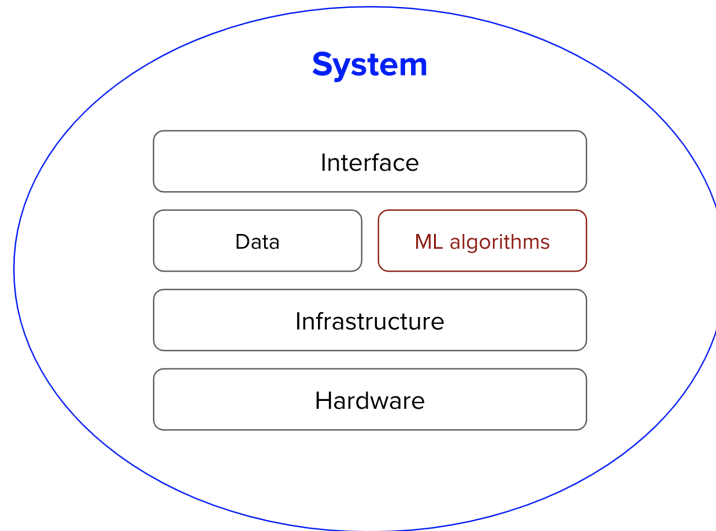 System
Interface
Data
ML algorithms
Infrastructure
Hardware